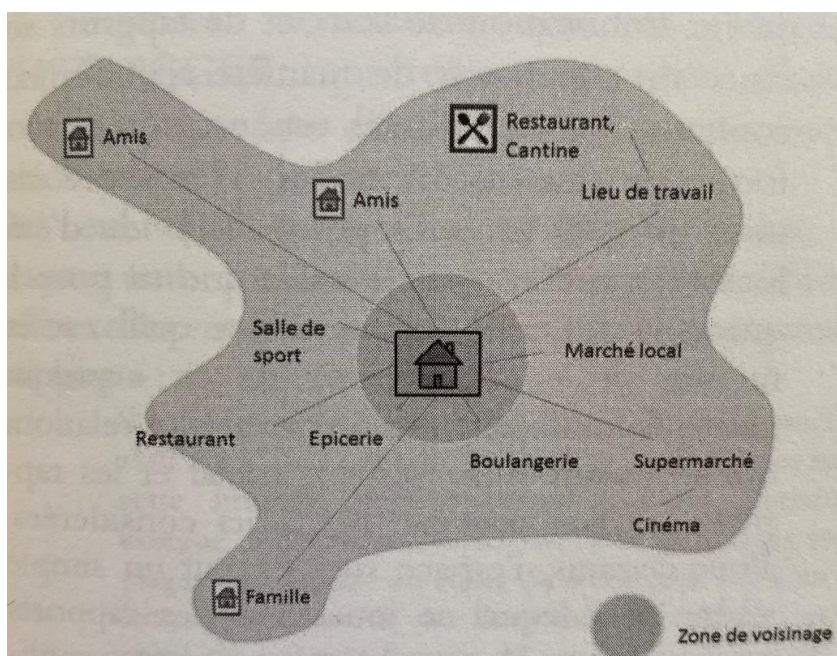 Amis
Restaurant,
Cantine
Amis
Lieu de travail
Salle de
sport
Marché local
Restaurant
Epicerie
Boulangerie
Supermarché
Cinéma
Famille
Zone de voisinage